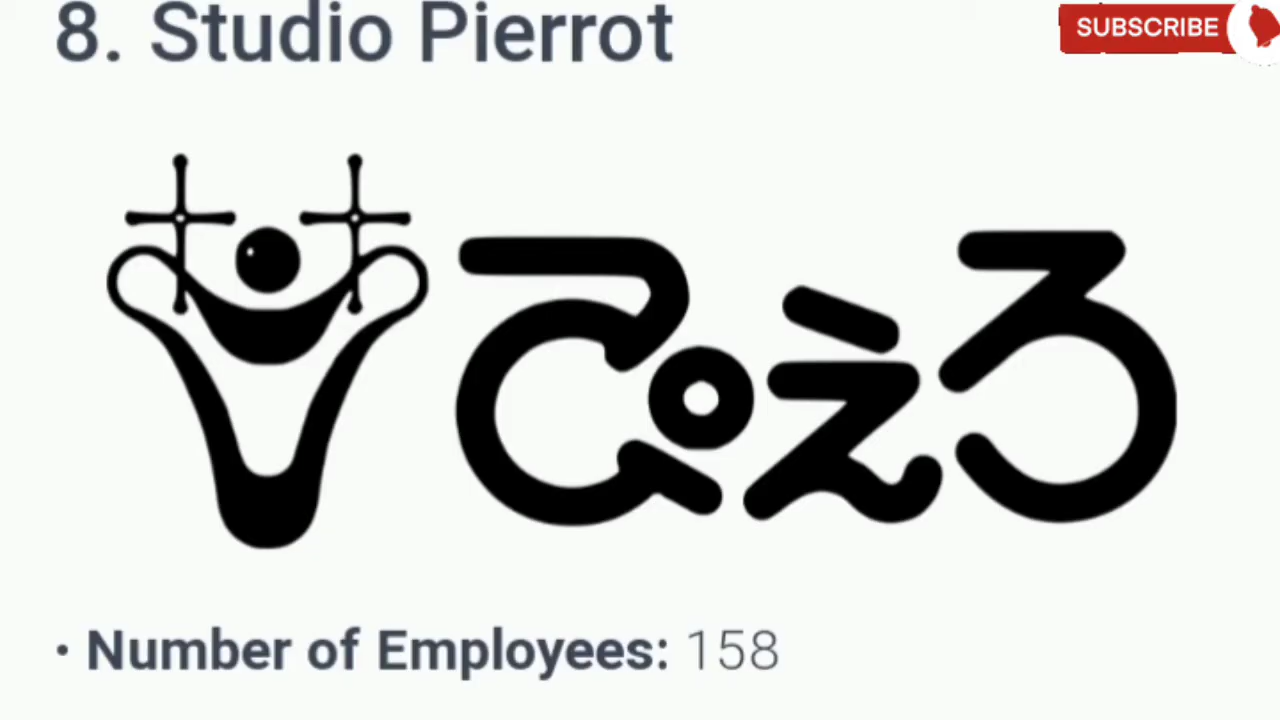 8. Studio Pierrot
SUBSCRIBE
ぴえろ
• Number of Employees: 158